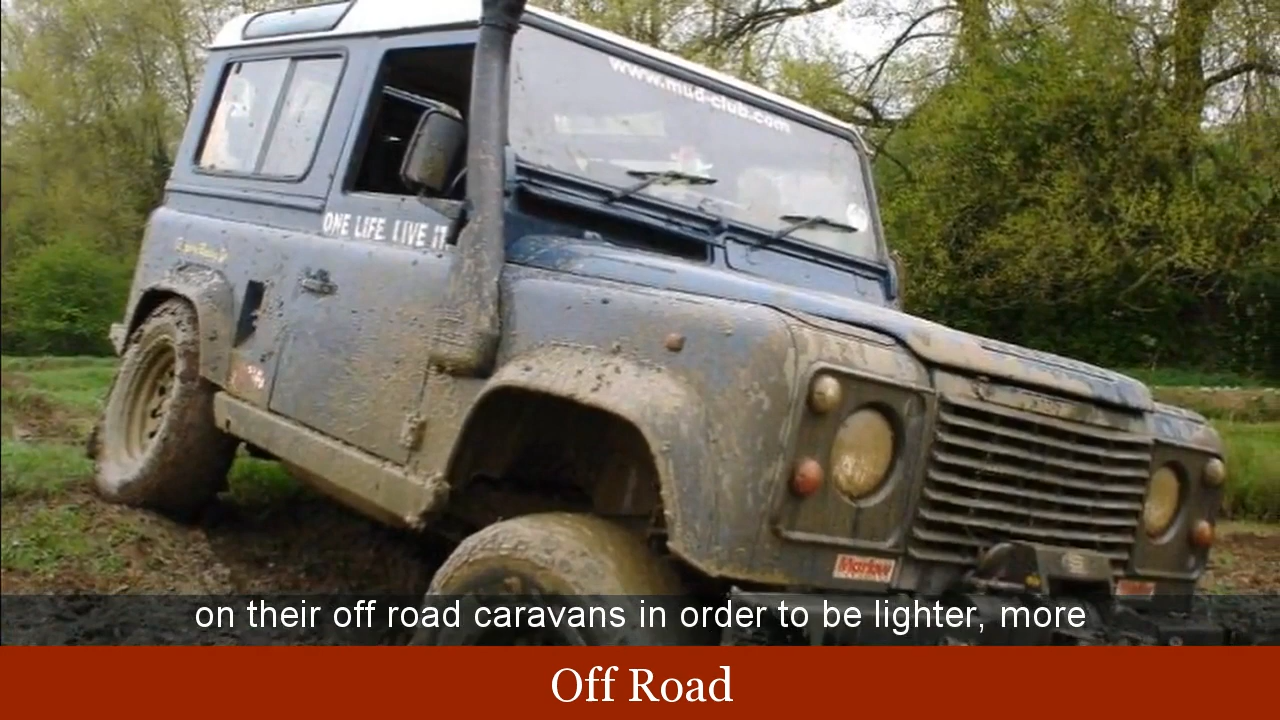 www.mud-club.com
ONE LIFE. LIVE IT.
Marlow
on their off road caravans in order to be lighter, more
Off Road